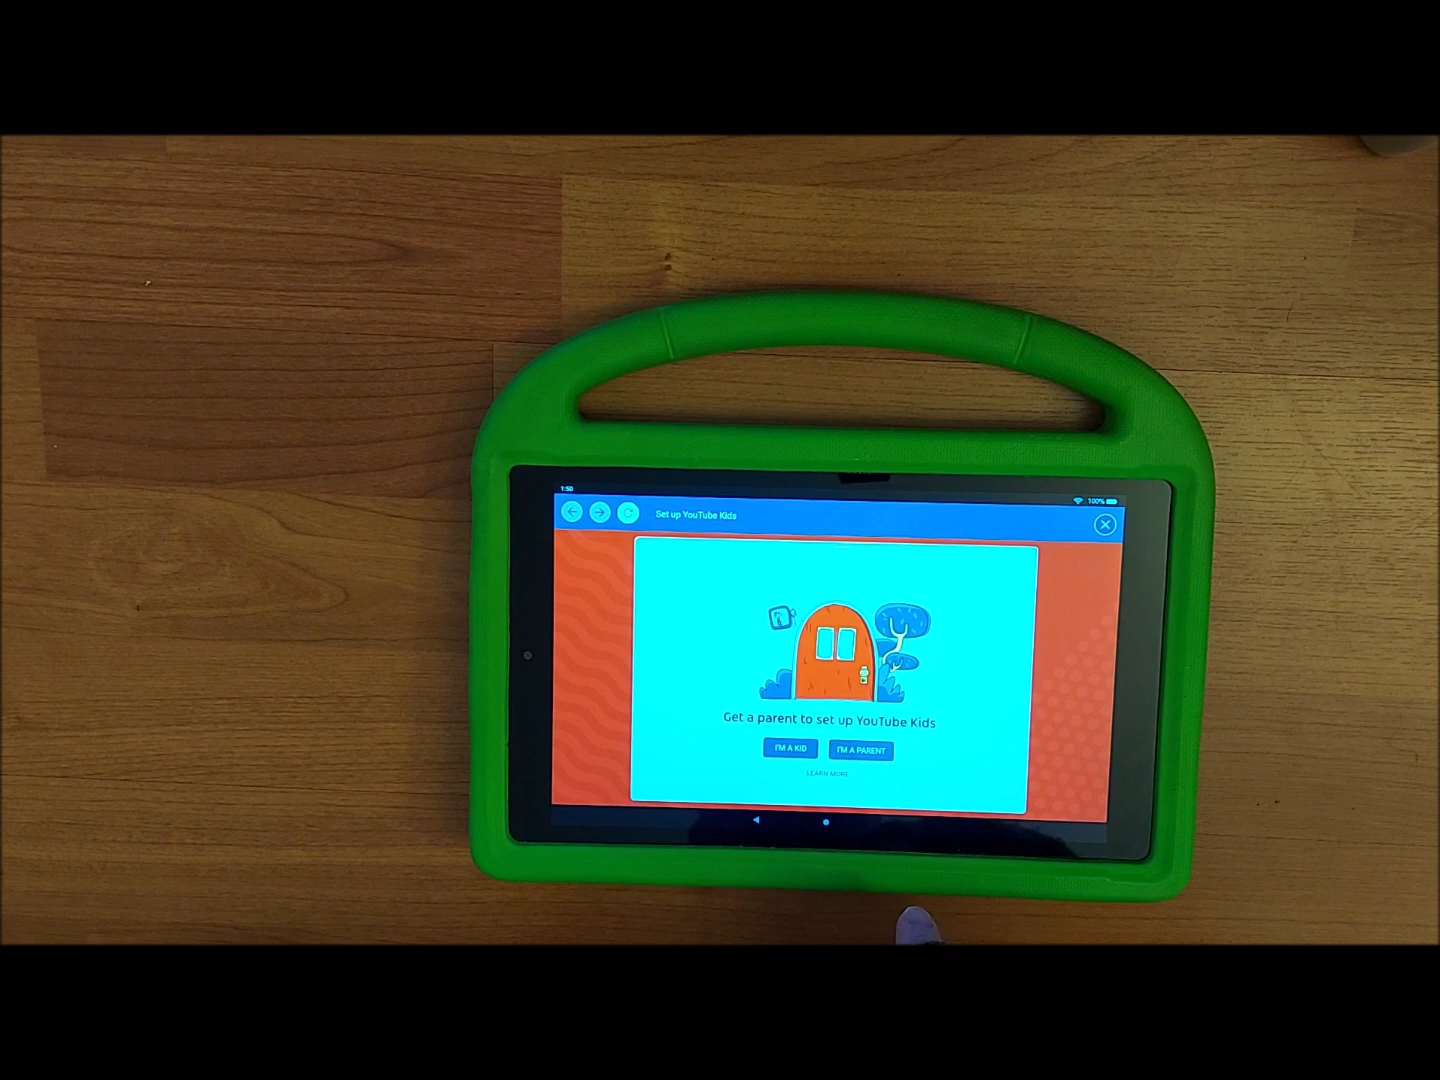 1:50
100%
Set up YouTube Kids
Get a parent to set up YouTube Kids
I'M A KID
I'M A PARENT
LEARN MORE